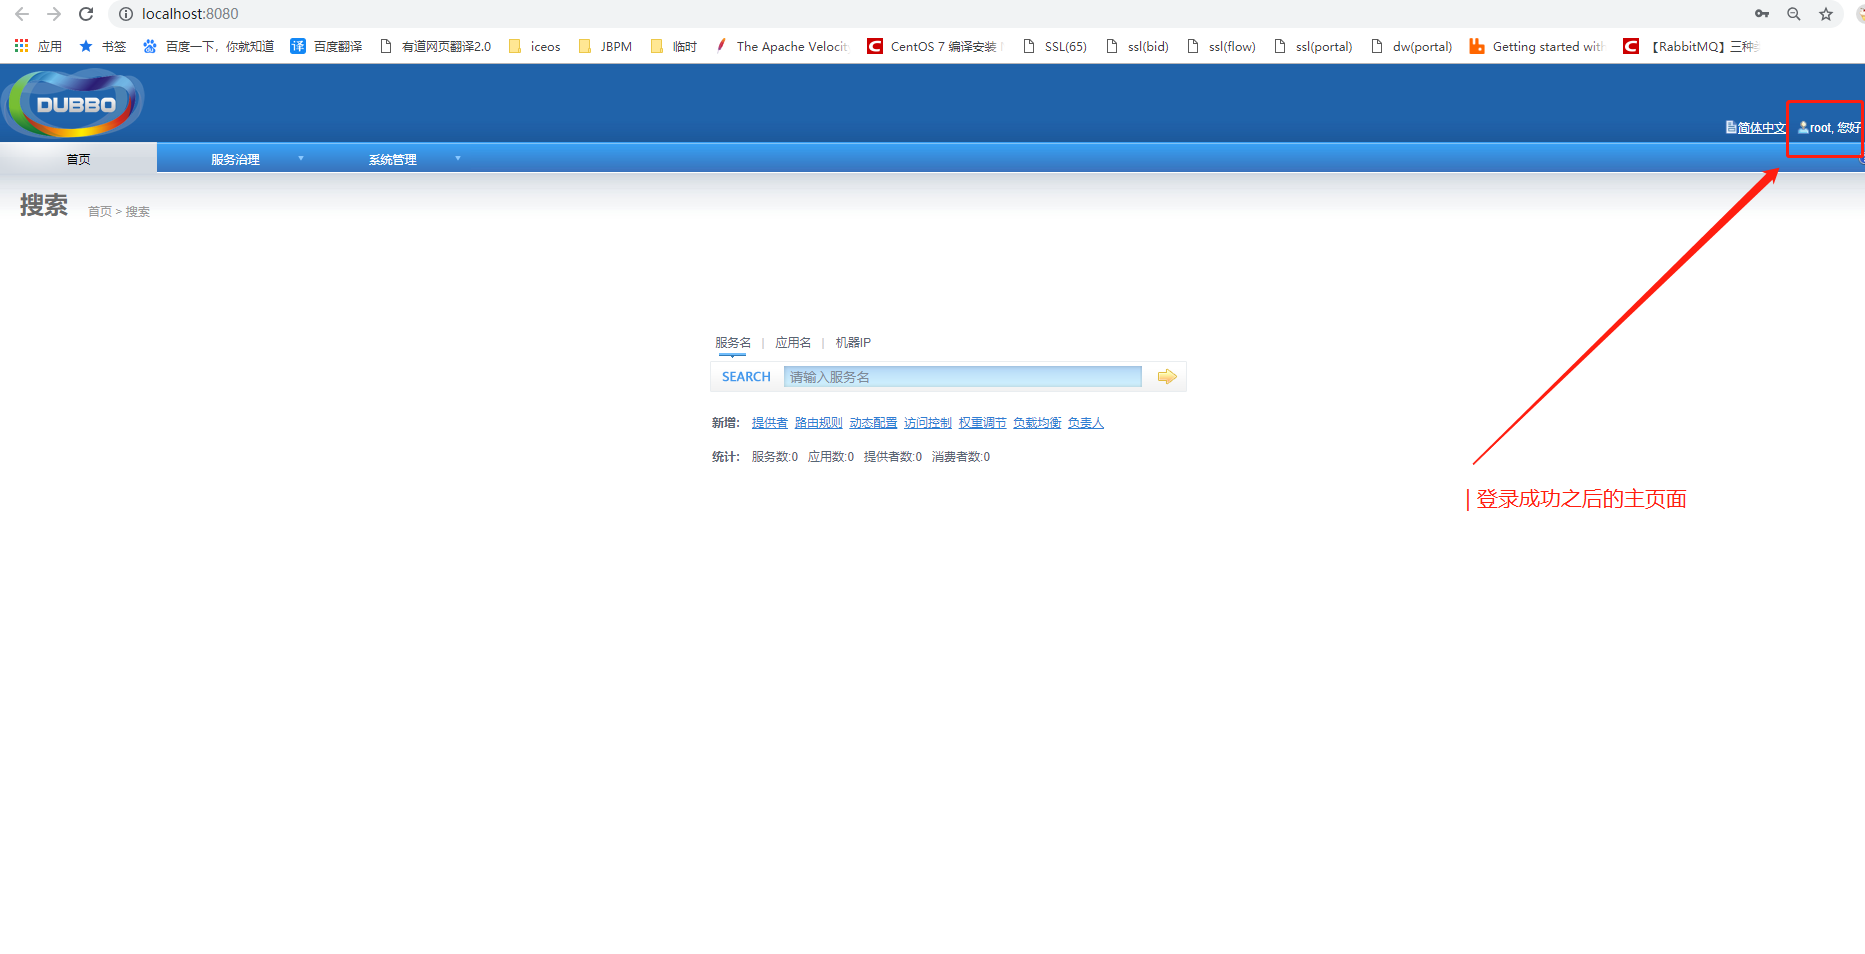 localhost:8080
应用 书签 百度一下，你就知道 百度翻译 有道网页翻译2.0 iceos JBPM 临时 The Apache Velocit CentOS 7 编译安装 SSL(65) ssl(bid) ssl(flow) ssl(portal) dw(portal) Getting started with 【RabbitMQ】三种
DUBBO
简体中文 root, 您好
首页 服务治理 系统管理
搜索 首页 > 搜索
服务名 | 应用名 | 机器IP
SEARCH 请输入服务名
新增： 提供者 路由规则 动态配置 访问控制 权重调节 负载均衡 负责人
统计： 服务数:0 应用数:0 提供者数:0 消费者数:0
登录成功之后的主页面